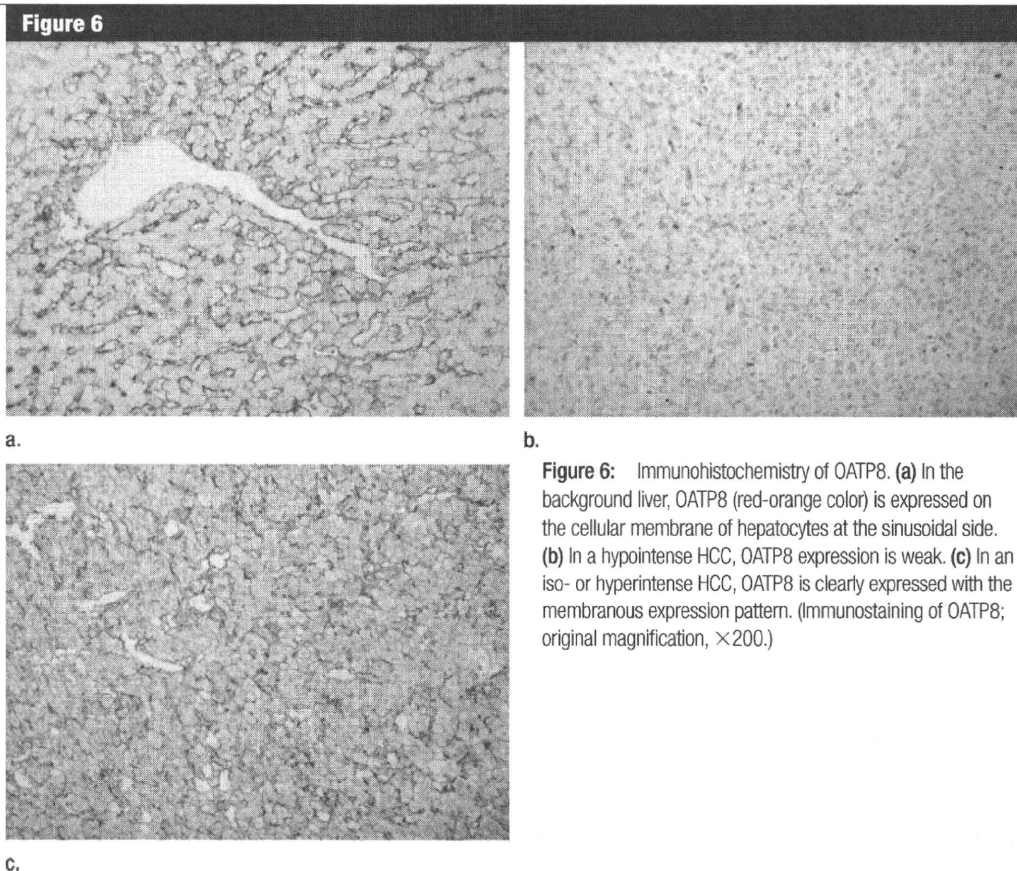 Figure 6
a.
b.
Figure 6: Immunohistochemistry of OATP8. (a) In the
background liver, OATP8 (red-orange color) is expressed on
the cellular membrane of hepatocytes at the sinusoidal side.
(b) In a hypointense HCC, OATP8 expression is weak. (c) In an
iso- or hyperintense HCC, OATP8 is clearly expressed with the
membranous expression pattern. (Immunostaining of OATP8;
original magnification, ×200.)
c.